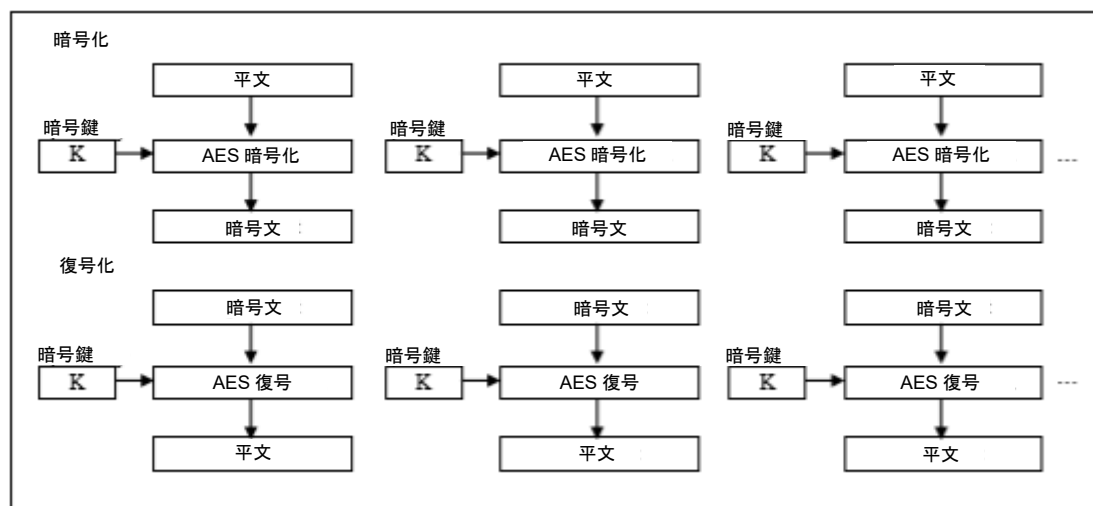 暗号化
平文 平文 平文
暗号鍵 暗号鍵 暗号鍵
K AES 暗号化 K AES 暗号化 K AES 暗号化 ---
暗号文 暗号文 暗号文
復号化
暗号文 暗号文 暗号文
暗号鍵 暗号鍵 暗号鍵
K AES 復号 K AES 復号 K AES 復号 ---
平文 平文 平文